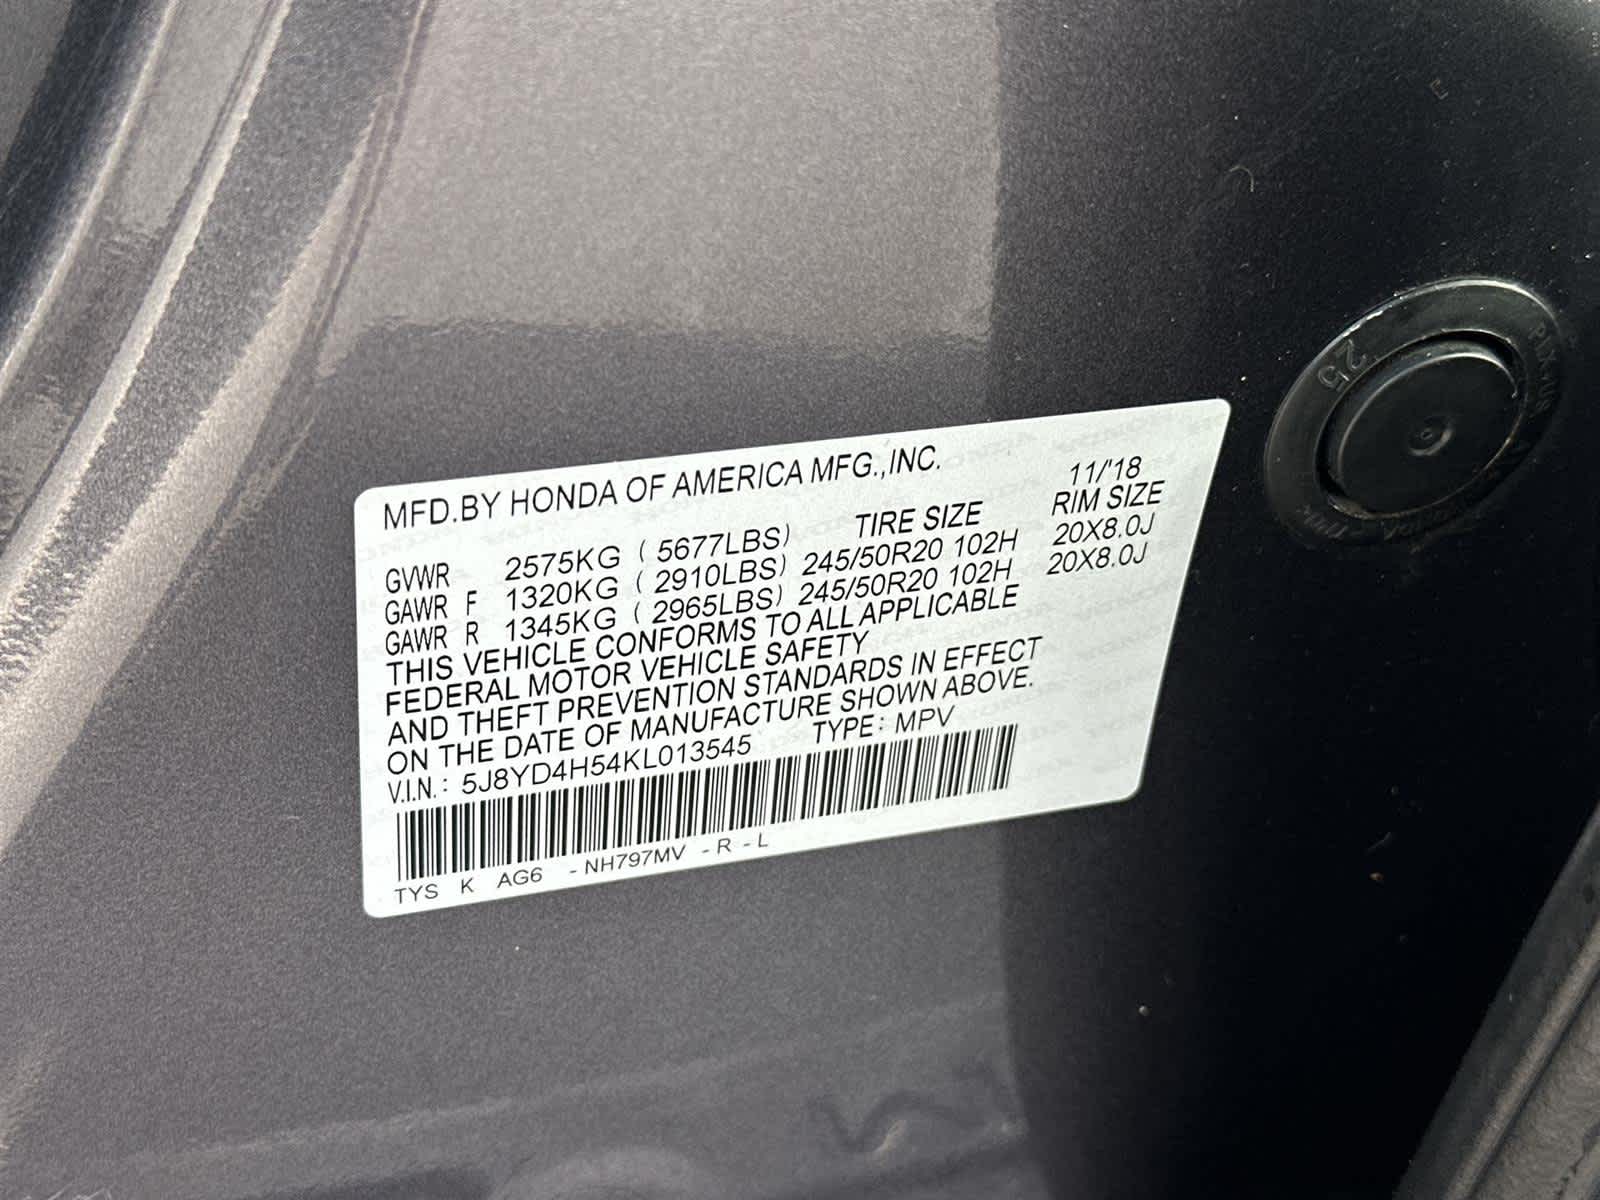 MFD.BY HONDA OF AMERICA MFG.,INC. 11/'18
TIRE SIZE RIM SIZE
GVWR 2575KG ( 5677LBS)
GAWR F 1320KG ( 2910LBS) 245/50R20 102H 20X8.0J
GAWR R 1345KG ( 2965LBS) 245/50R20 102H 20X8.0J
THIS VEHICLE CONFORMS TO ALL APPLICABLE
FEDERAL MOTOR VEHICLE SAFETY
AND THEFT PREVENTION STANDARDS IN EFFECT
ON THE DATE OF MANUFACTURE SHOWN ABOVE.
V.I.N.: 5J8YD4H54KL013545 TYPE: MPV
TYS K AG6 -NH797MV -R -L
25